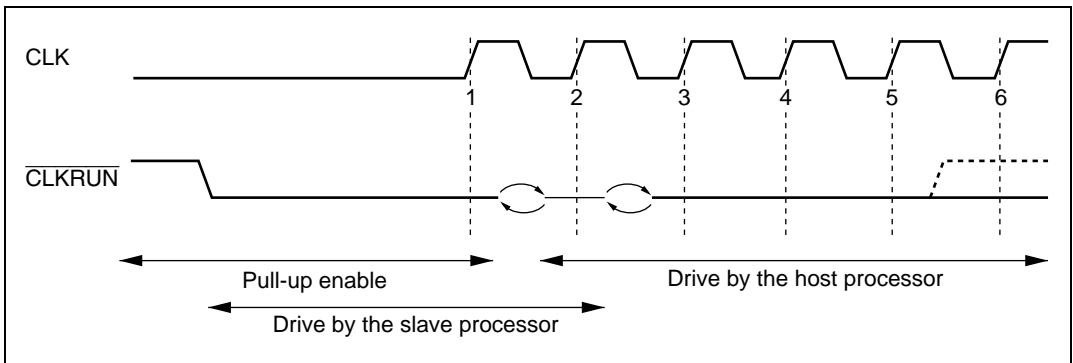 CLK
1 2 3 4 5 6
CLKRUN
Pull-up enable
Drive by the host processor
Drive by the slave processor